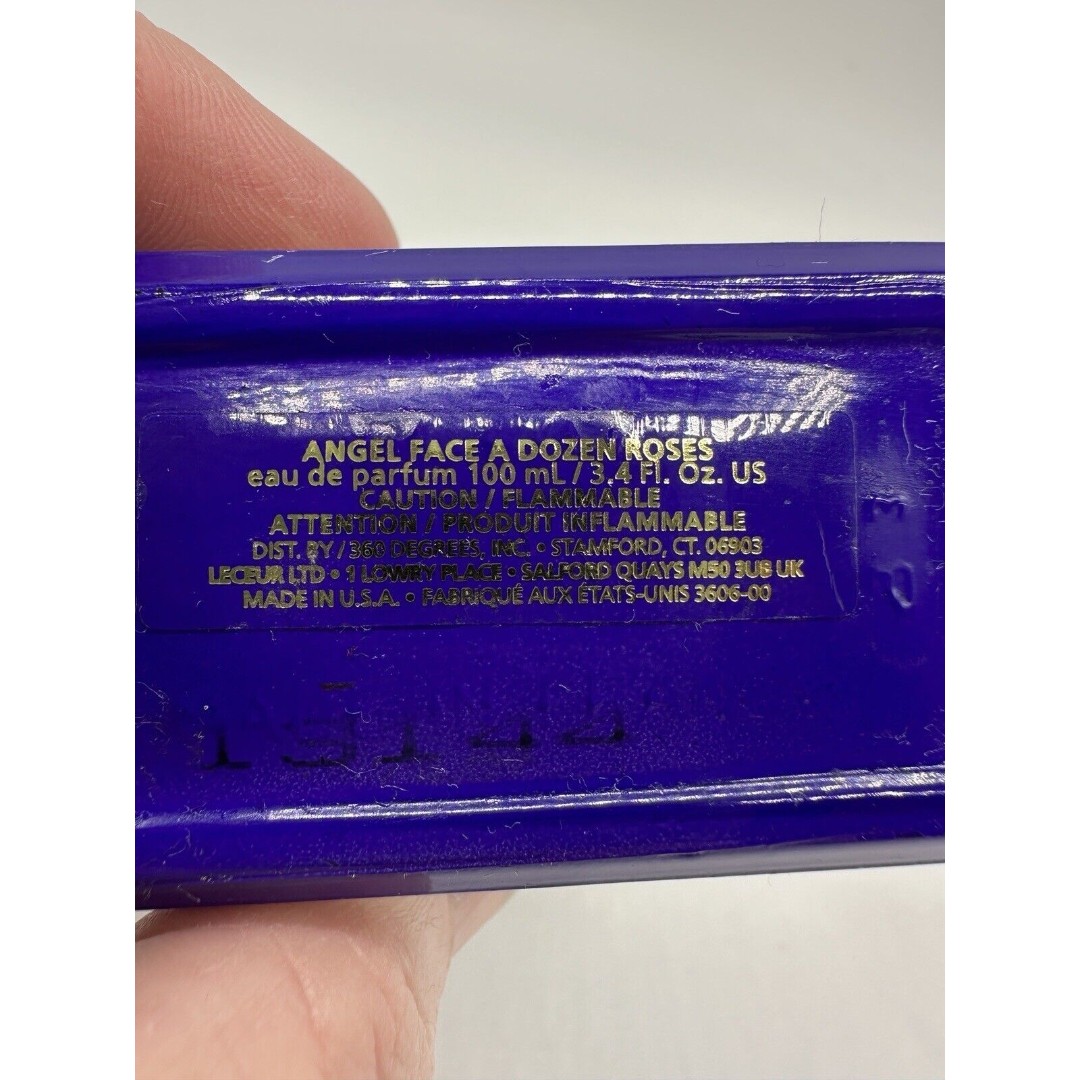 ANGEL FACE A DOZEN ROSES
eau de parfum 100 mL / 3.4 Fl. Oz. US
CAUTION / FLAMMABLE
ATTENTION / PRODUIT INFLAMMABLE
DIST. BY / 360 DEGREES, INC. • STAMFORD, CT. 06903
LECEUR LTD • 1 LOWRY PLACE • SALFORD QUAYS M50 3UB UK
MADE IN U.S.A. • FABRIQUÉ AUX ÉTATS-UNIS 3606-00